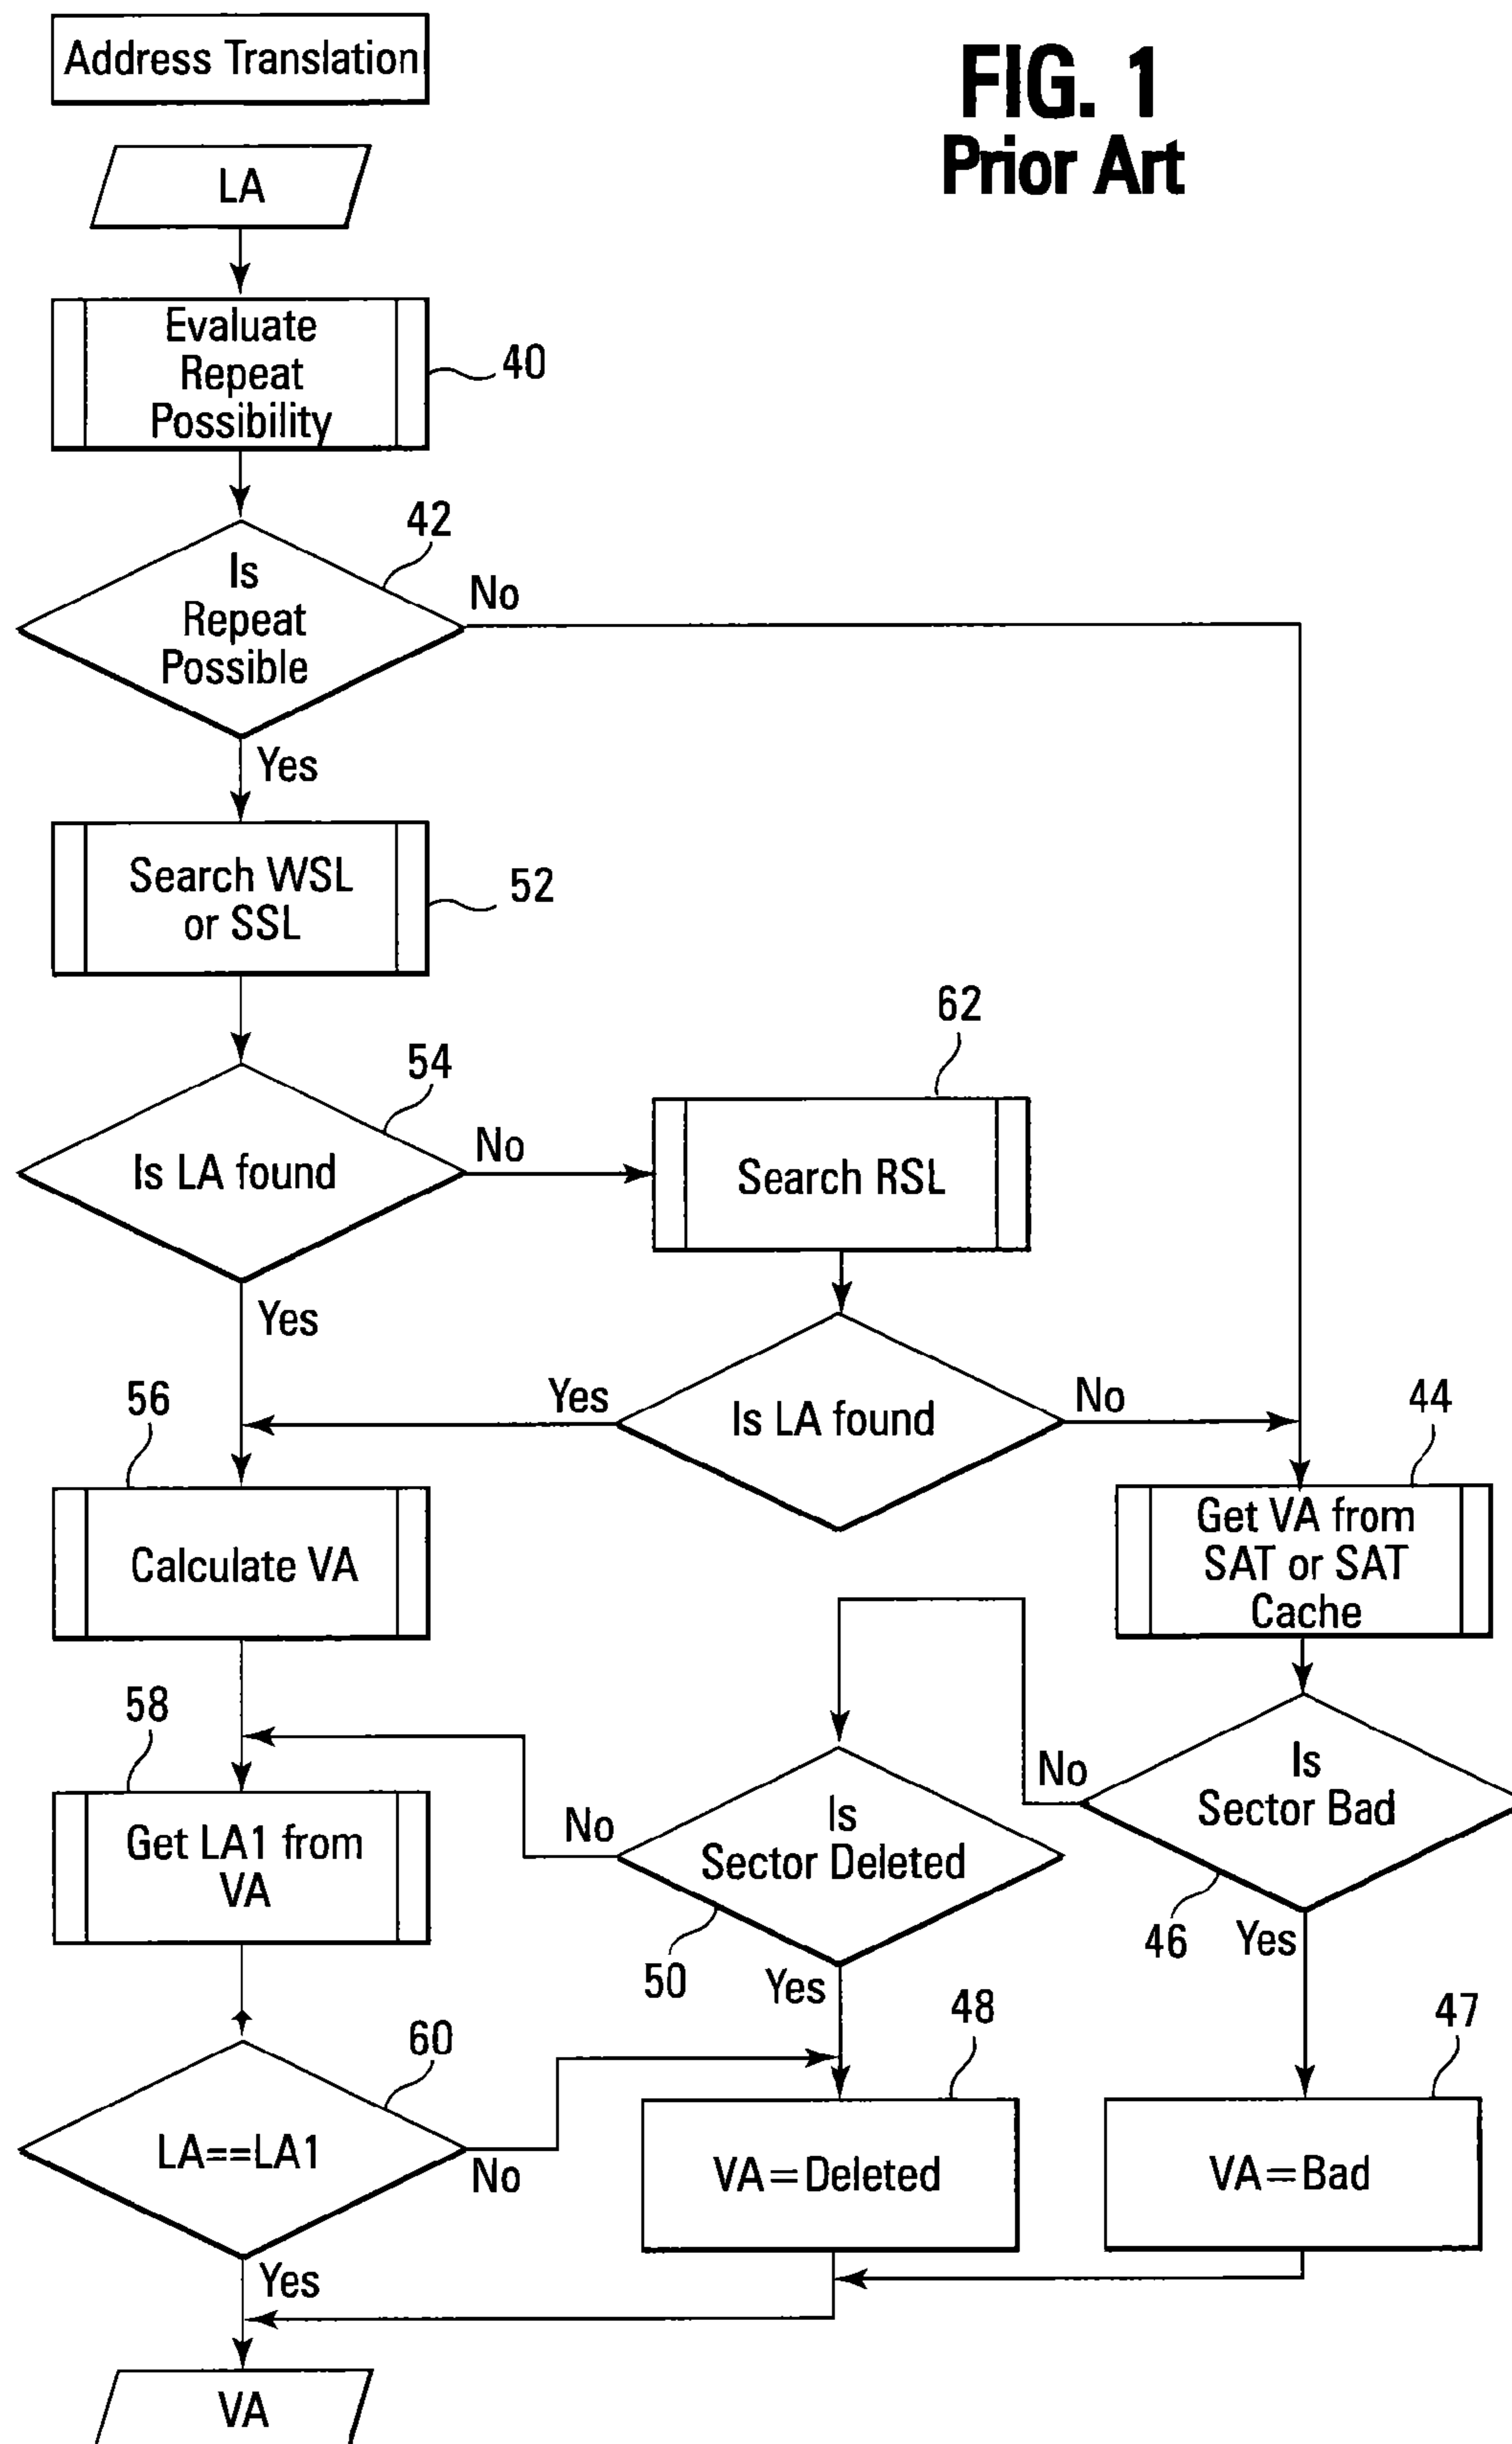 Address Translation
FIG. 1
Prior Art
LA
Evaluate
Repeat
Possibility
40
42
Is
Repeat
Possible
No
Yes
Search WSL
or SSL
52
54
62
Is LA found
No
Search RSL
Yes
56
Yes
Is LA found
No
44
Calculate VA
Get VA from
SAT or SAT
Cache
58
No
Is
Sector Bad
Get LA1 from
VA
No
Is
Sector Deleted
46
Yes
50
Yes
48
47
60
LA==LA1
No
VA=Deleted
VA=Bad
Yes
VA